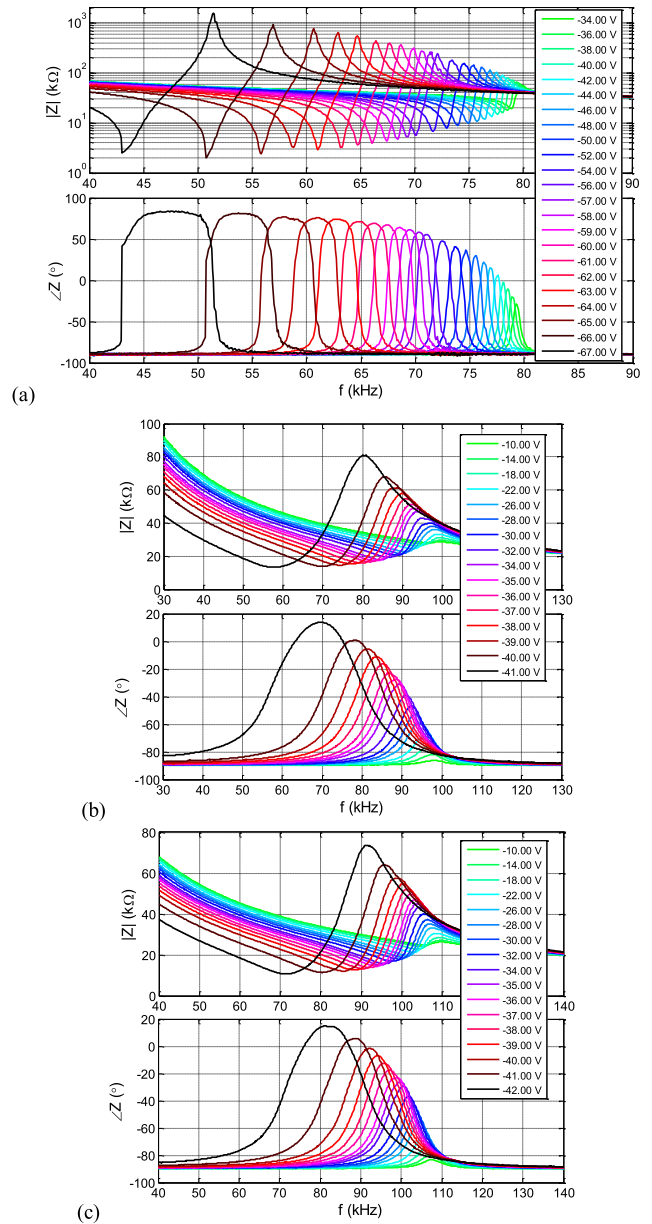 10³
10²
10¹
10⁰
|Z| (kΩ)
40 45 50 55 60 65 70 75 80 85 90
100
50
0
-50
-100
∠Z (°)
40 45 50 55 60 65 70 75 80 85 90
f (kHz)
-34.00 V
-36.00 V
-38.00 V
-40.00 V
-42.00 V
-44.00 V
-46.00 V
-48.00 V
-50.00 V
-52.00 V
-54.00 V
-56.00 V
-57.00 V
-58.00 V
-59.00 V
-60.00 V
-61.00 V
-62.00 V
-63.00 V
-64.00 V
-65.00 V
-66.00 V
-67.00 V
(a)
100
80
60
40
20
0
|Z| (kΩ)
30 40 50 60 70 80 90 100 110 120 130
20
0
-20
-40
-60
-80
-100
∠Z (°)
30 40 50 60 70 80 90 100 110 120 130
f (kHz)
-10.00 V
-14.00 V
-18.00 V
-22.00 V
-26.00 V
-28.00 V
-30.00 V
-32.00 V
-34.00 V
-35.00 V
-36.00 V
-37.00 V
-38.00 V
-39.00 V
-40.00 V
-41.00 V
(b)
80
60
40
20
0
|Z| (kΩ)
40 50 60 70 80 90 100 110 120 130 140
20
0
-20
-40
-60
-80
-100
∠Z (°)
40 50 60 70 80 90 100 110 120 130 140
f (kHz)
-10.00 V
-14.00 V
-18.00 V
-22.00 V
-26.00 V
-28.00 V
-30.00 V
-32.00 V
-34.00 V
-35.00 V
-36.00 V
-37.00 V
-38.00 V
-39.00 V
-40.00 V
-41.00 V
-42.00 V
(c)